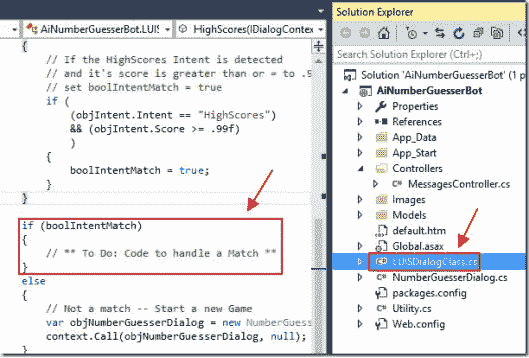 AiNumberGuesserBot.LUIS
HighScores(IDialogContex
{
// If the HighScores Intent is detected
// and it's score is greater than or = to .9
// set boolIntentMatch = true
if (
(objIntent.Intent == "HighScores")
&& (objIntent.Score >= .99f)
)
{
boolIntentMatch = true;
}
}
if (boolIntentMatch)
{
// ** To Do: Code to handle a Match **
}
else
{
// Not a match -- Start a new Game
var objNumberGuesserDialog = new NumberGuess
context.Call(objNumberGuesserDialog, null);
Solution Explorer
Search Solution Explorer (Ctrl+;)
Solution 'AiNumberGuesserBot' (1 p
AiNumberGuesserBot
Properties
References
App_Data
App_Start
Controllers
C# MessagesController.cs
Images
Models
default.htm
Global.asax
C# LUISDialogClass.cs
C# NumberGuesserDialog.cs
packages.config
C# Utility.cs
Web.config